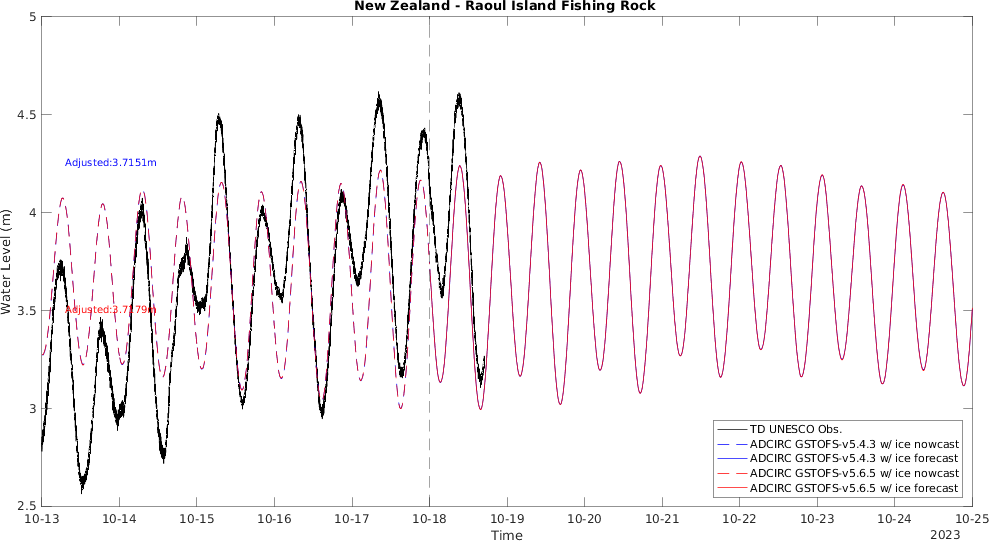 New Zealand - Raoul Island Fishing Rock
Water Level (m)
5
4.5
4
3.5
3
2.5
Adjusted:3.7151m
Adjusted:3.7179m
TD UNESCO Obs.
ADCIRC GSTOFS-v5.4.3 w/ ice nowcast
ADCIRC GSTOFS-v5.4.3 w/ ice forecast
ADCIRC GSTOFS-v5.6.5 w/ ice nowcast
ADCIRC GSTOFS-v5.6.5 w/ ice forecast
10-13 10-14 10-15 10-16 10-17 10-18 10-19 10-20 10-21 10-22 10-23 10-24 10-25
Time
2023